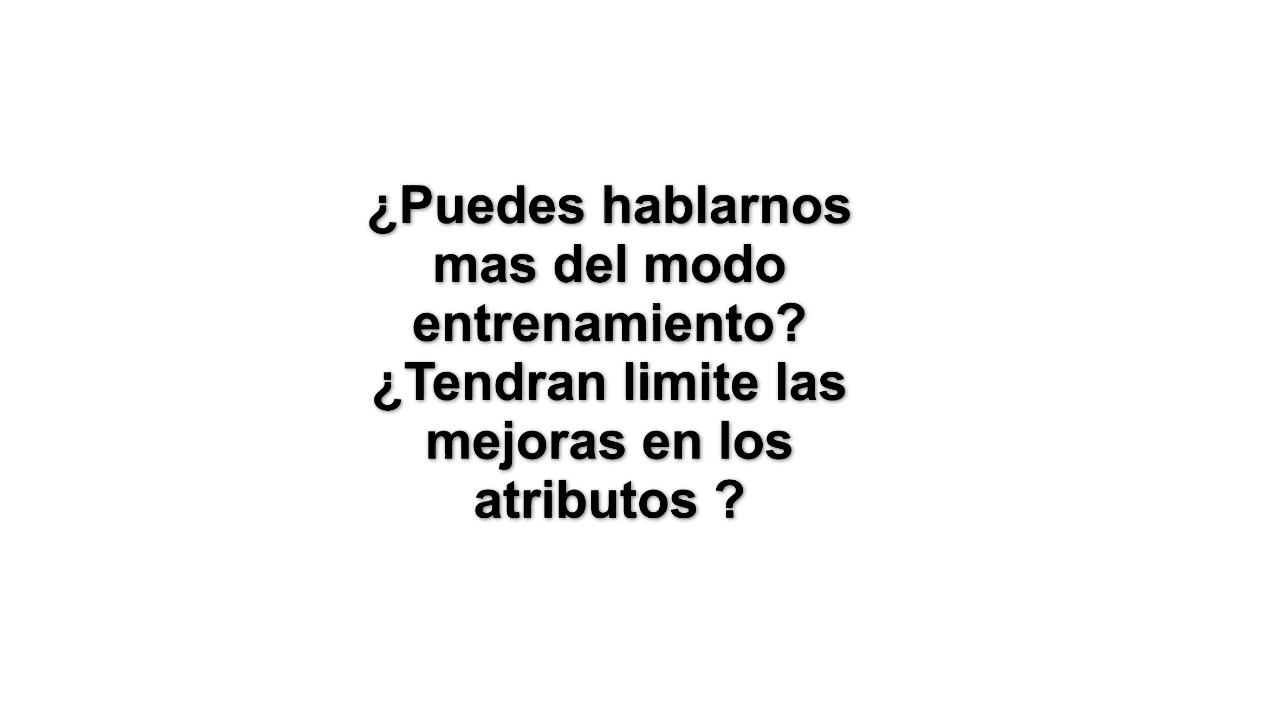 ¿Puedes hablarnos
mas del modo
entrenamiento?
¿Tendran limite las
mejoras en los
atributos ?